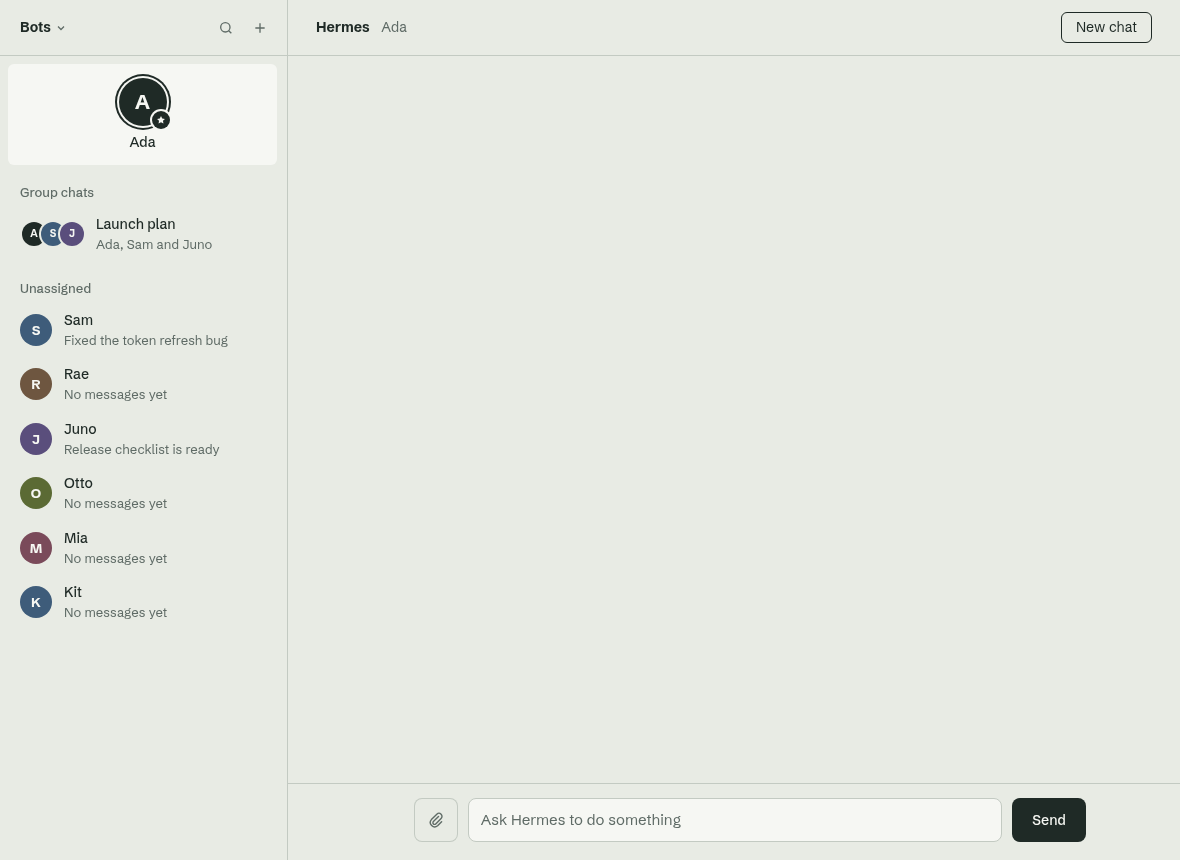 Bots
Hermes Ada
New chat
A
Ada
Group chats
A S J
Launch plan
Ada, Sam and Juno
Unassigned
S
Sam
Fixed the token refresh bug
R
Rae
No messages yet
J
Juno
Release checklist is ready
O
Otto
No messages yet
M
Mia
No messages yet
K
Kit
No messages yet
Ask Hermes to do something
Send